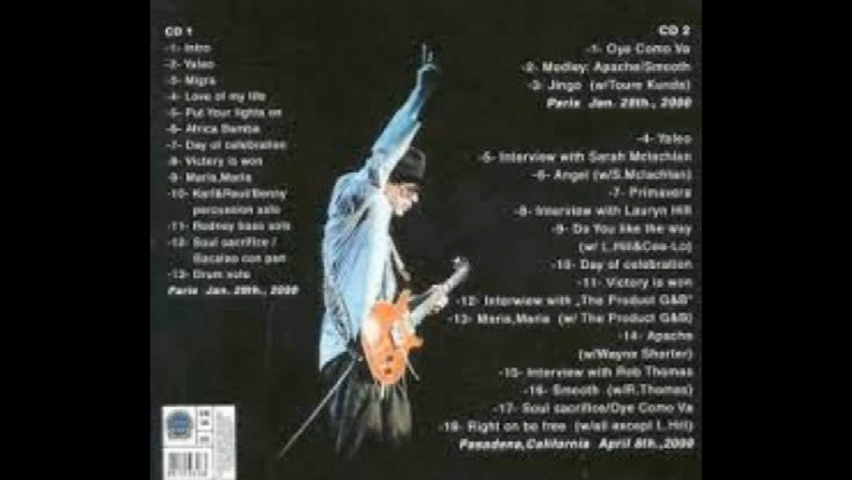 CD 1
-1- Intro
-2- Yaleo
-3- Migra
-4- Love of my life
-5- Put Your lights on
-6- Africa Bamba
-7- Day of celebration
-8- Victory is won
-9- Maria,Maria
-10- Karl&Raul/Benny
percussion solo
-11- Rodney bass solo
-12- Soul sacrifice /
Bacalao con pan
-13- Drum solo
Paris Jan. 28th., 2000
CD 2
-1- Oye Como Va
-2- Medley: Apache/Smooth
-3- Jingo (w/Toure Kunda)
Paris Jan. 28th., 2000
-4- Yaleo
-5- Interview with Sarah Mclachlan
-6- Angel (w/S.Mclachlan)
-7- Primavera
-8- Interview with Lauryn Hill
-9- Do You like the way
(w/ L.Hill&Cee-Lo)
-10- Day of celebration
-11- Victory is won
-12- Interwiew with „The Product G&B"
-13- Maria,Maria (w/ The Product G&B)
-14- Apache
(w/Wayne Shorter)
-15- Interview with Rob Thomas
-16- Smooth (w/R.Thomas)
-17- Soul sacrifice/Oye Como Va
-18- Right on be free (w/all except L.Hill)
Pasadena,California April 8th., 2000